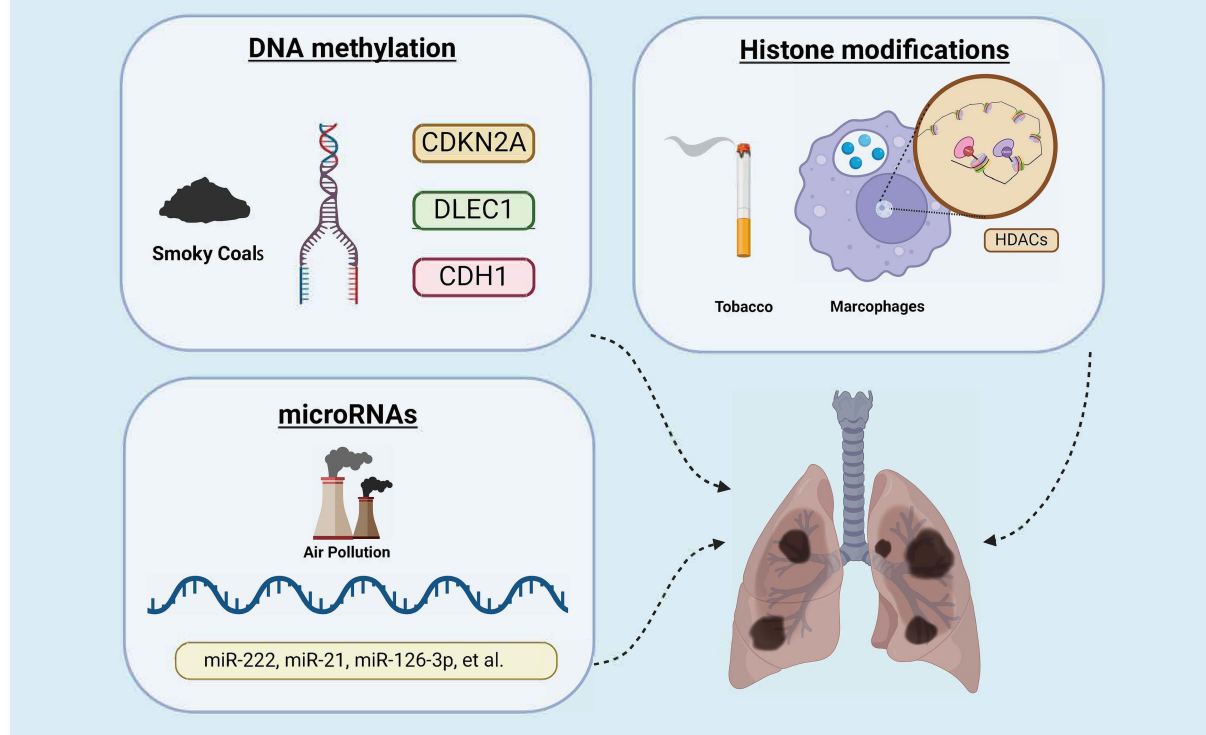 DNA methylation
CDKN2A
DLEC1
Smoky Coals
CDH1
Histone modifications
HDACs
Tobacco
Marcophages
microRNAs
Air Pollution
miR-222, miR-21, miR-126-3p, et al.